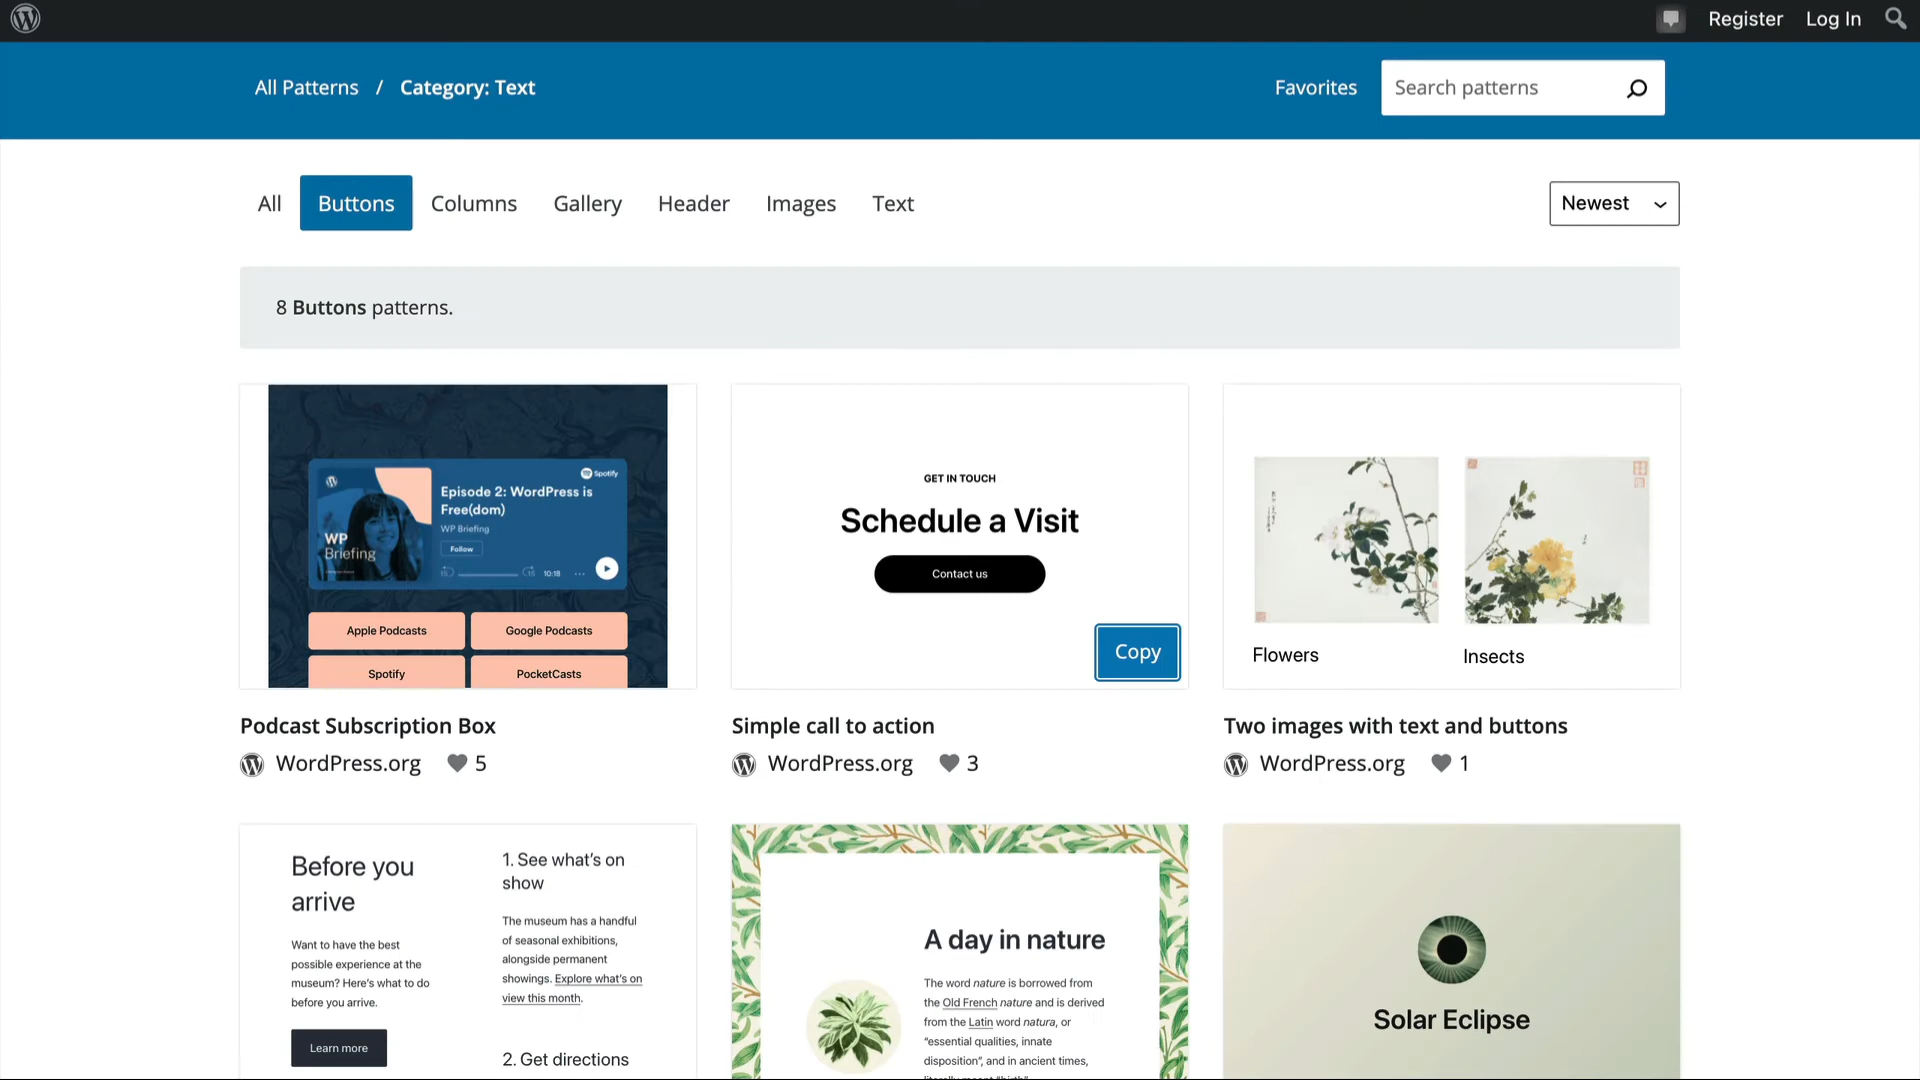 Register
Log In
All Patterns / Category: Text
Favorites
Search patterns
All
Buttons
Columns
Gallery
Header
Images
Text
Newest
8 Buttons patterns.
Spotify
Episode 2: WordPress is
Free(dom)
WP Briefing
Follow
WP
Briefing
15
15
10:18
Apple Podcasts
Google Podcasts
Spotify
PocketCasts
GET IN TOUCH
Schedule a Visit
Contact us
Copy
Flowers
Insects
Podcast Subscription Box
WordPress.org
5
Simple call to action
WordPress.org
3
Two images with text and buttons
WordPress.org
1
Before you
arrive
Want to have the best
possible experience at the
museum? Here's what to do
before you arrive.
Learn more
1. See what's on
show
The museum has a handful
of seasonal exhibitions,
alongside permanent
showings. Explore what's on
view this month.
2. Get directions
A day in nature
The word nature is borrowed from
the Old French nature and is derived
from the Latin word natura, or
"essential qualities, innate
disposition", and in ancient times,
Solar Eclipse